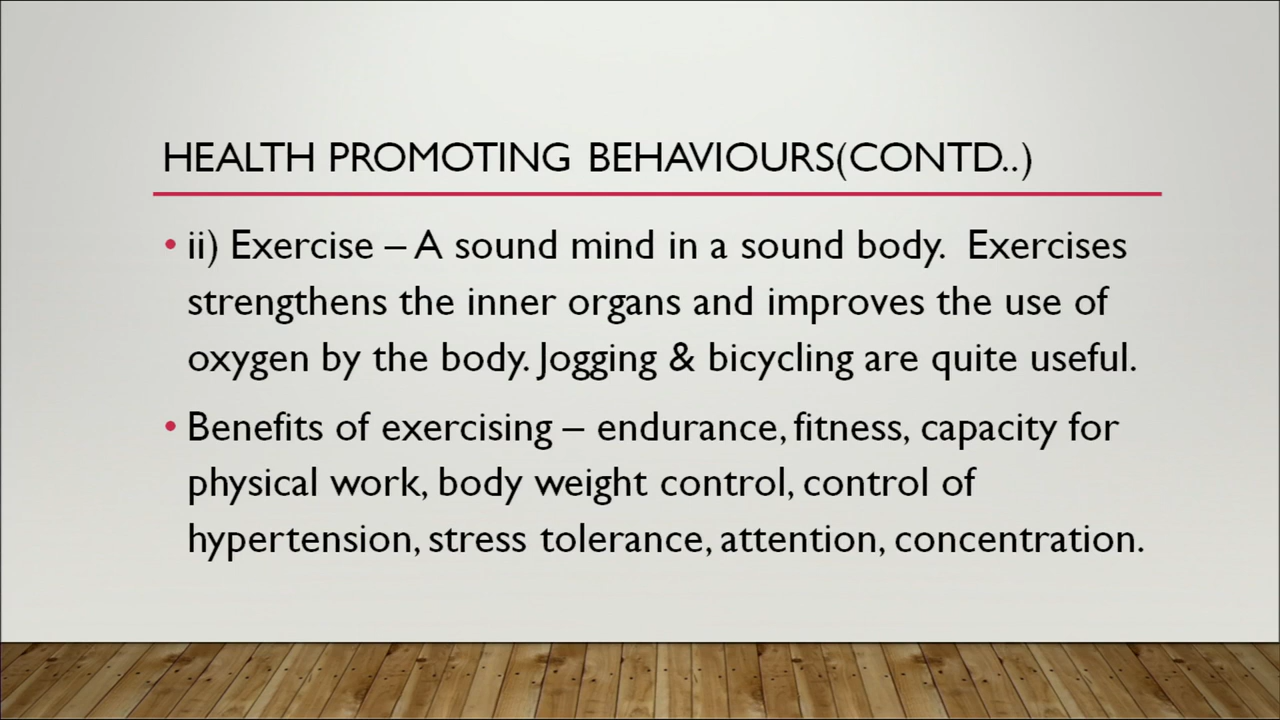 HEALTH PROMOTING BEHAVIOURS(CONTD..)
• ii) Exercise – A sound mind in a sound body. Exercises
strengthens the inner organs and improves the use of
oxygen by the body. Jogging & bicycling are quite useful.
• Benefits of exercising – endurance, fitness, capacity for
physical work, body weight control, control of
hypertension, stress tolerance, attention, concentration.